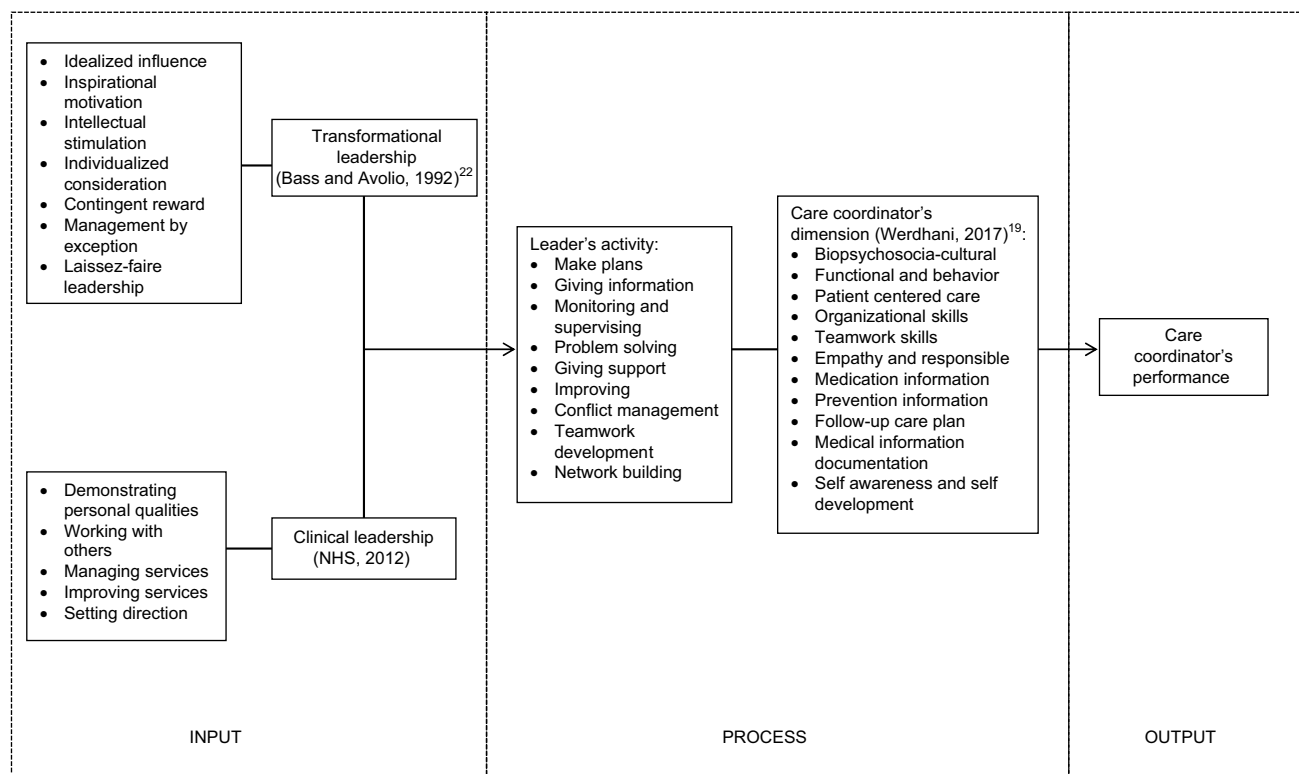 • Idealized influence
• Inspirational
motivation
• Intellectual
stimulation
• Individualized
consideration
• Contingent reward
• Management by
exception
• Laissez-faire
leadership
Transformational
leadership
(Bass and Avolio, 1992)22
• Demonstrating
personal qualities
• Working with
others
• Managing services
• Improving services
• Setting direction
Clinical leadership
(NHS, 2012)
INPUT
Leader's activity:
• Make plans
• Giving information
• Monitoring and
supervising
• Problem solving
• Giving support
• Improving
• Conflict management
• Teamwork
development
• Network building
Care coordinator's
dimension (Werdhani, 2017)19:
• Biopsychosocia-cultural
• Functional and behavior
• Patient centered care
• Organizational skills
• Teamwork skills
• Empathy and responsible
• Medication information
• Prevention information
• Follow-up care plan
• Medical information
documentation
• Self awareness and self
development
PROCESS
Care
coordinator's
performance
OUTPUT